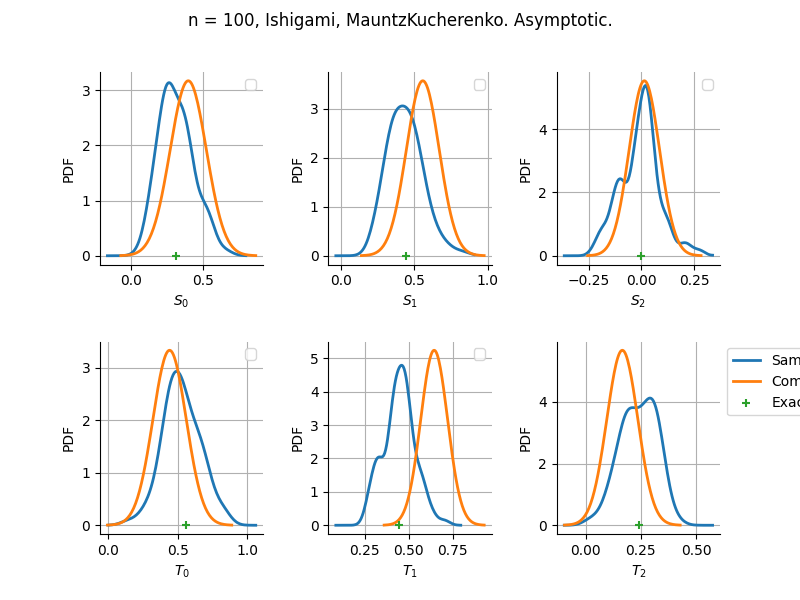 n = 100, Ishigami, MauntzKucherenko. Asymptotic.
PDF
3
2
1
0
0.0
0.5
S0
PDF
3
2
1
0
0.0
0.5
1.0
S1
PDF
4
2
0
−0.25
0.00
0.25
S2
PDF
3
2
1
0
0.0
0.5
1.0
T0
PDF
5
4
3
2
1
0
0.25
0.50
0.75
T1
PDF
4
2
0
0.00
0.25
0.50
T2
Sam
Com
Exac